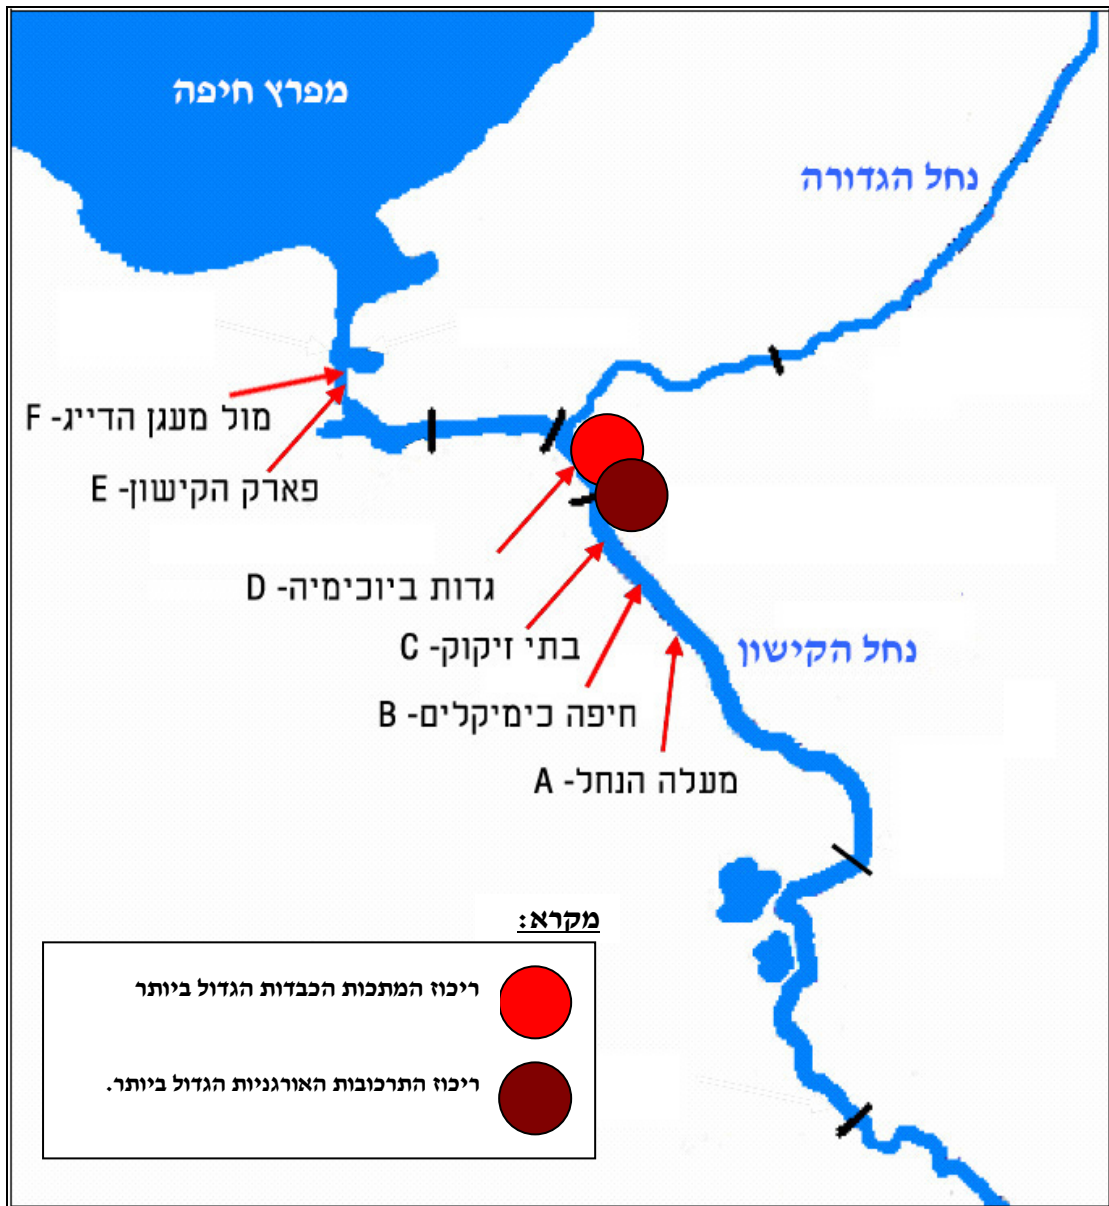 מפרץ חיפה
נחל הגדורה
מול מעגן הדייג- F
פארק הקישון- E
גדות ביוכימיה- D
בתי זיקוק- C
נחל הקישון
חיפה כימיקלים- B
מעלה הנחל- A
מקרא:
ריכוז המתכות הכבדות הגדול ביותר
ריכוז התרכובות האורגניות הגדול ביותר.